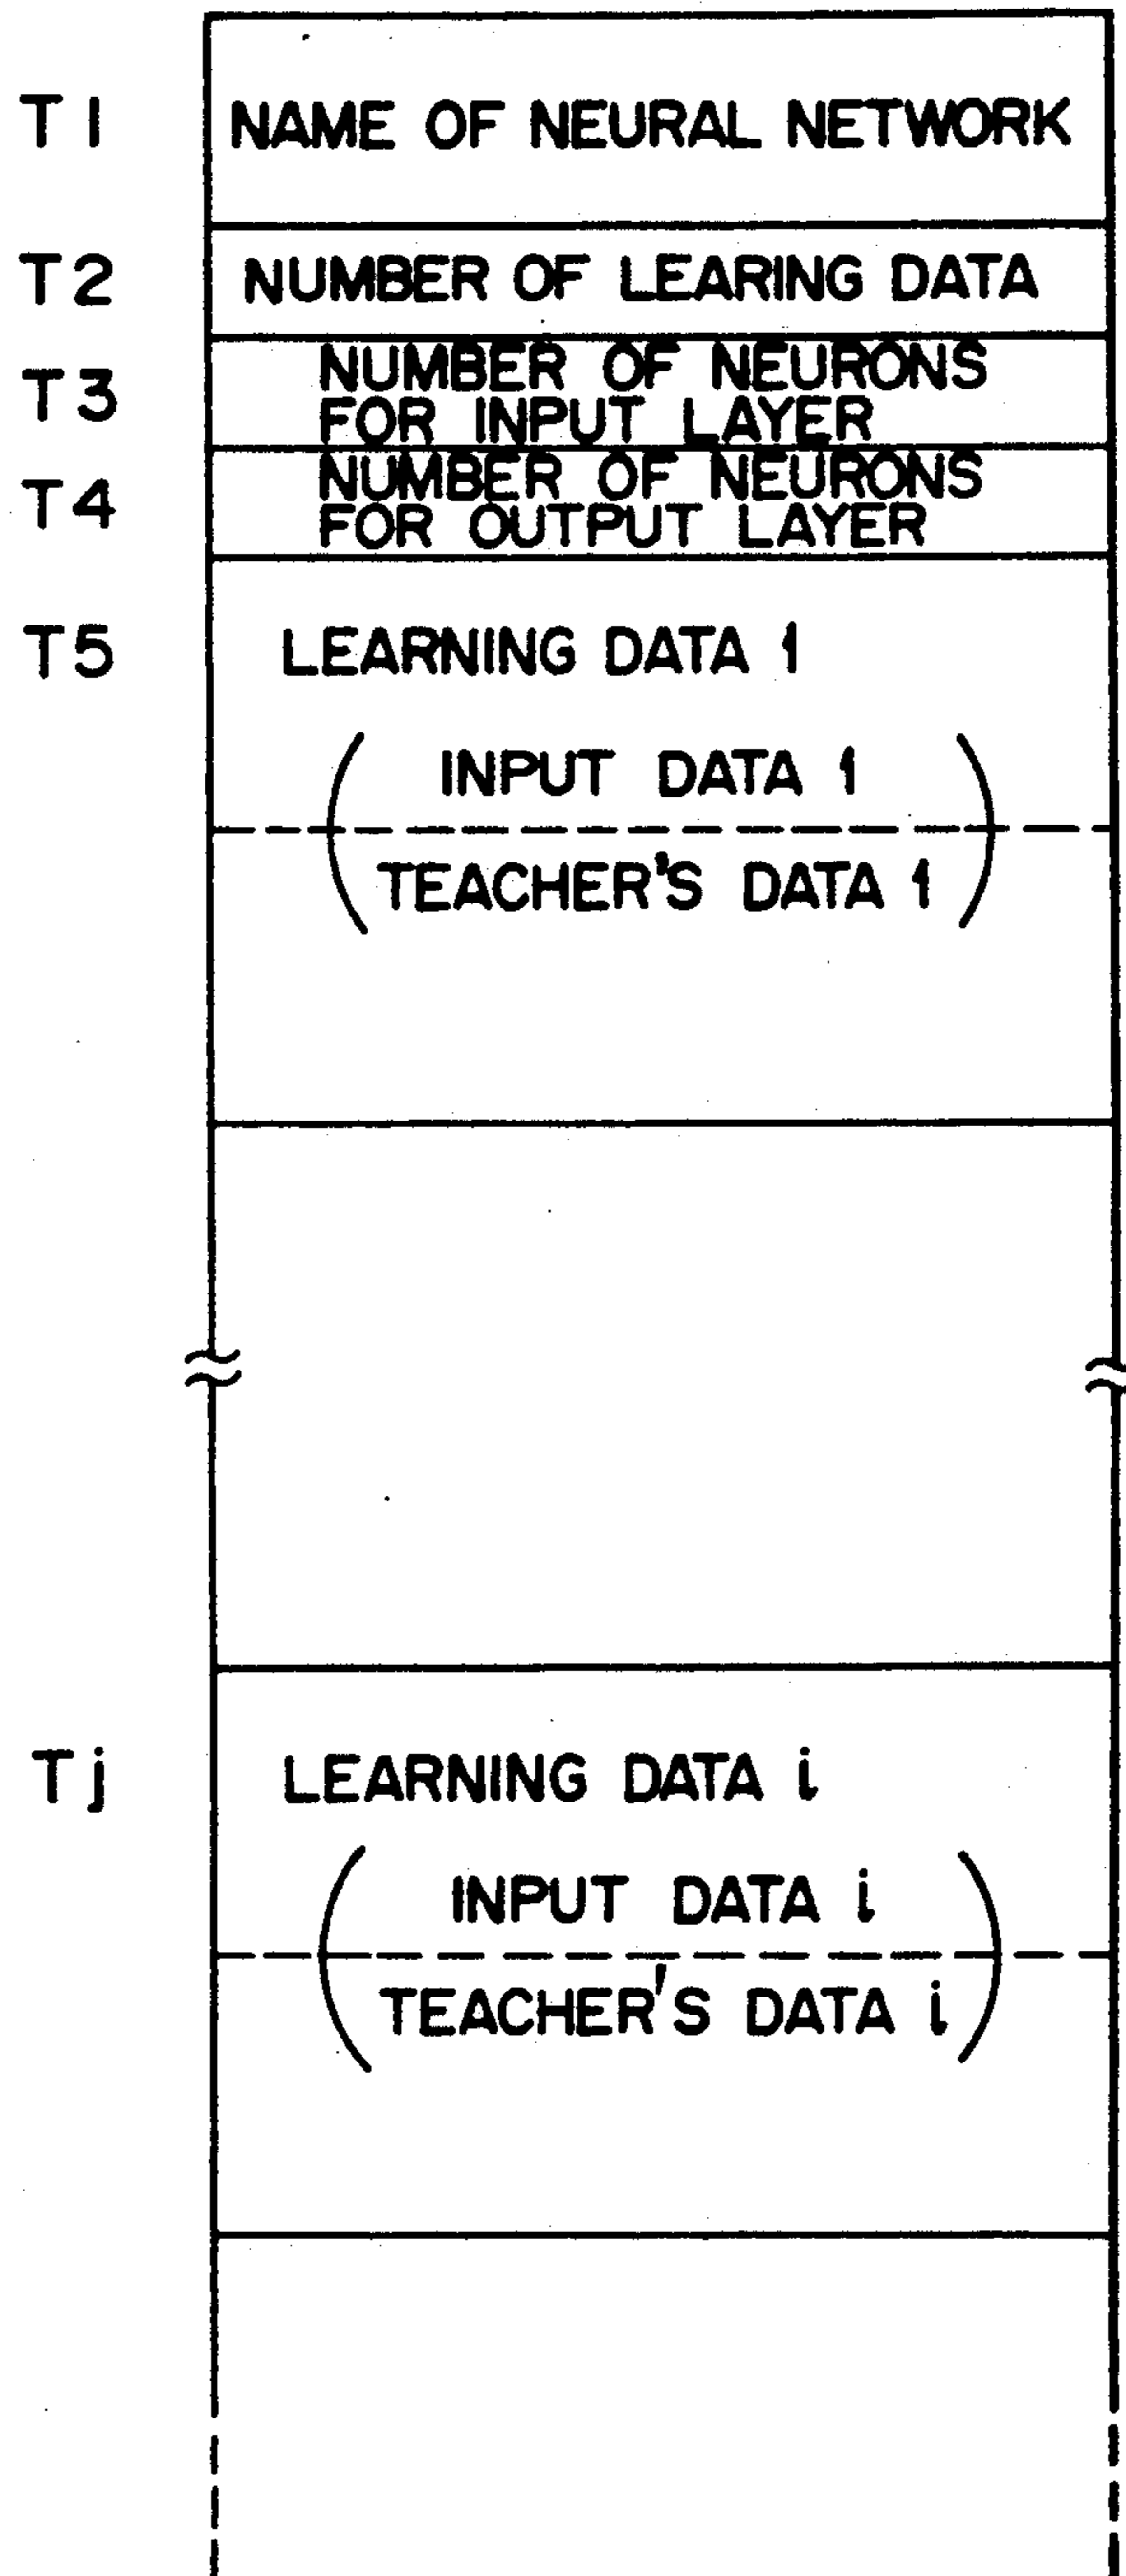 T1 NAME OF NEURAL NETWORK
T2 NUMBER OF LEARING DATA
T3 NUMBER OF NEURONS
FOR INPUT LAYER
T4 NUMBER OF NEURONS
FOR OUTPUT LAYER
T5 LEARNING DATA 1
( INPUT DATA 1
TEACHER'S DATA 1 )
Tj LEARNING DATA i
( INPUT DATA i
TEACHER'S DATA i )